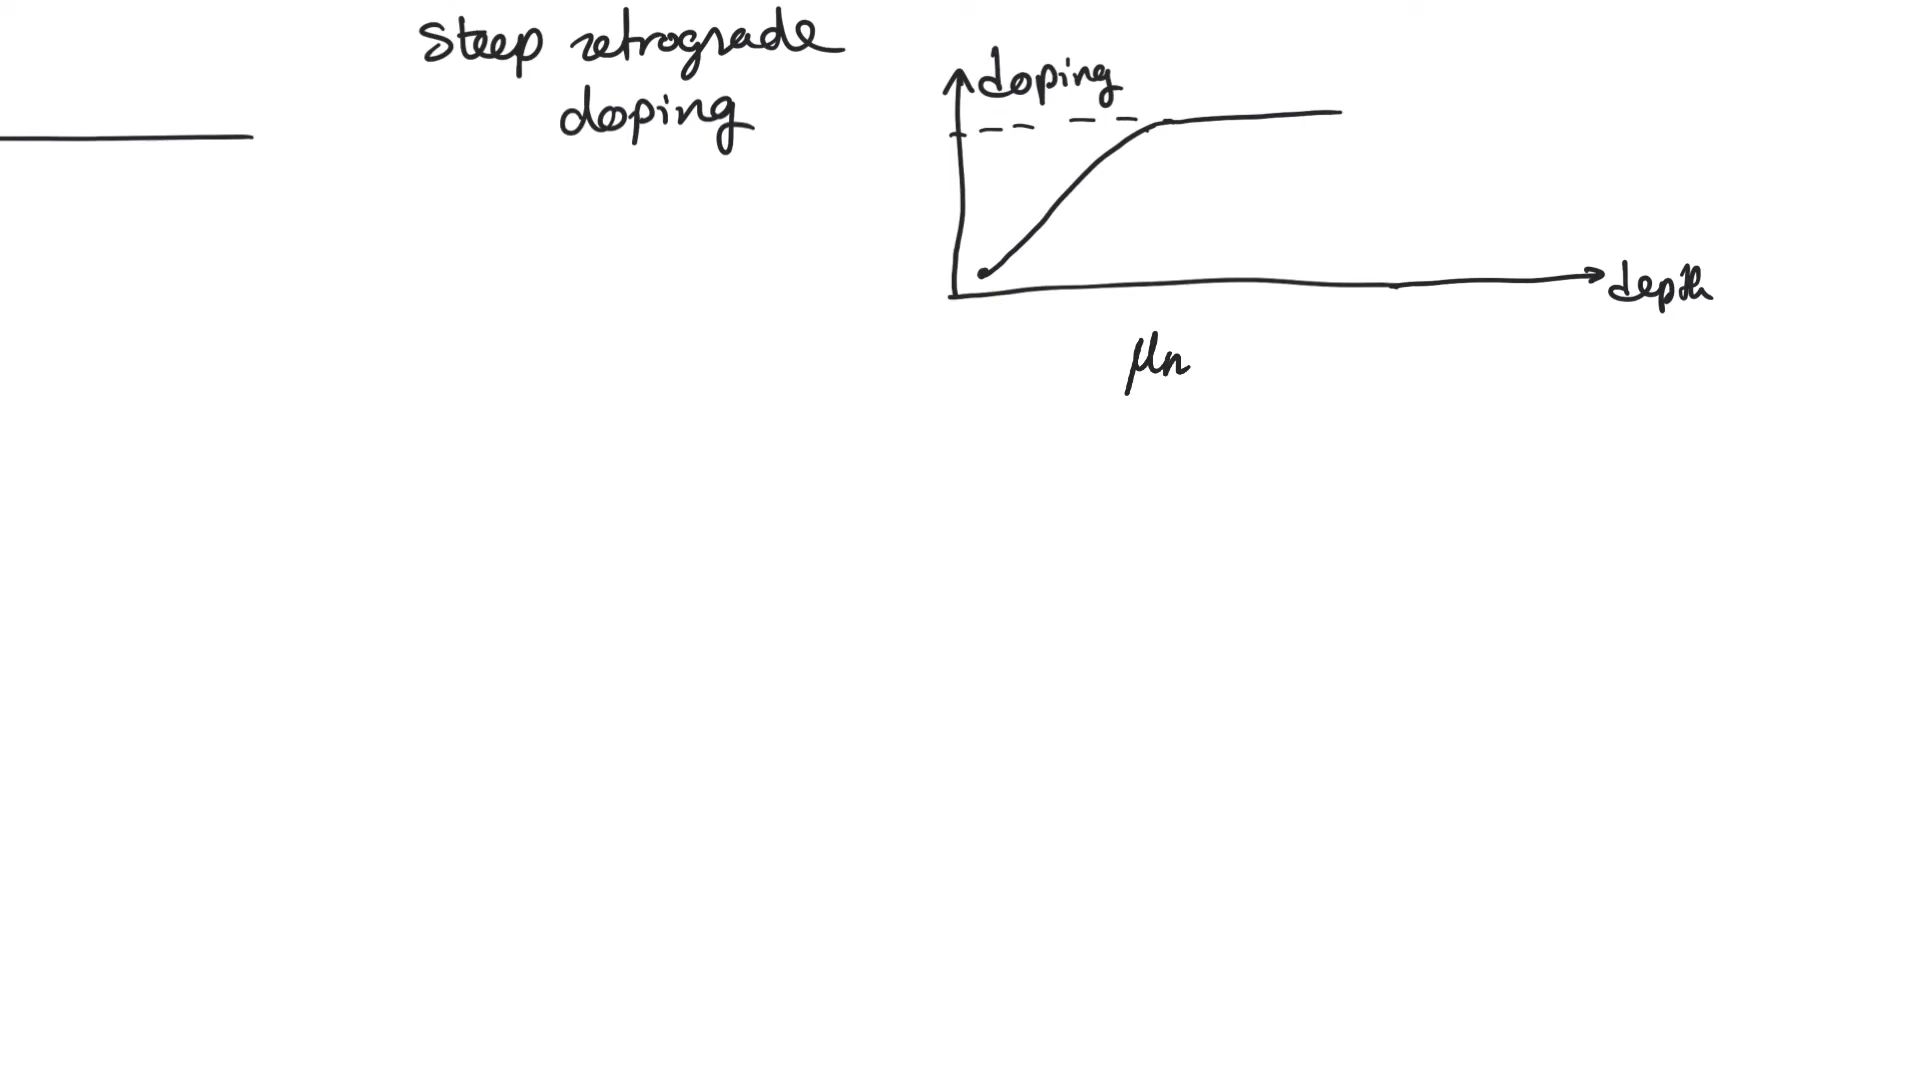 steep retrograde
doping
doping
depth
μn